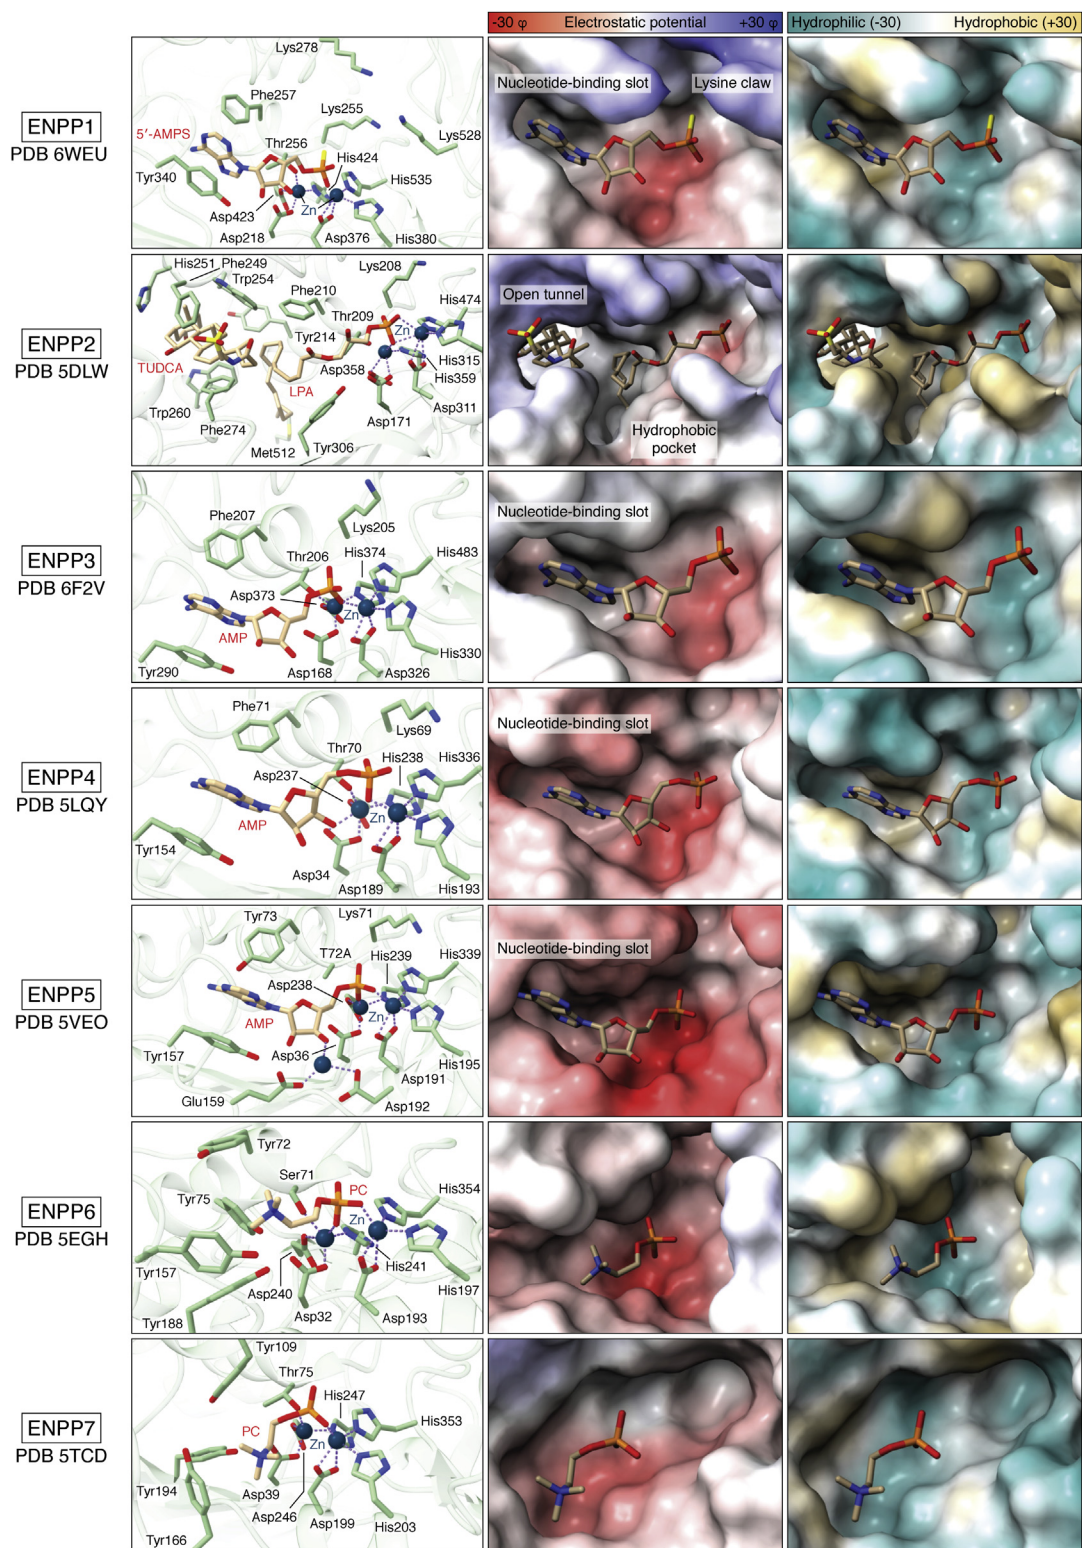 -30 φ Electrostatic potential +30 φ
Hydrophilic (-30) Hydrophobic (+30)
ENPP1
PDB 6WEU
Lys278
Phe257
Lys255
5′-AMPS
Thr256
Lys528
His424
Tyr340
His535
Asp423
Zn
Asp218
Asp376
His380
Nucleotide-binding slot
Lysine claw
ENPP2
PDB 5DLW
His251
Phe249
Trp254
Lys208
Phe210
His474
Thr209
Zn
Tyr214
His315
TUDCA
Asp358
His359
LPA
Trp260
Asp311
Asp171
Phe274
Met512
Tyr306
Open tunnel
Hydrophobic
pocket
ENPP3
PDB 6F2V
Phe207
Lys205
Thr206
His374
His483
Asp373
Zn
AMP
His330
Tyr290
Asp168
Asp326
Nucleotide-binding slot
ENPP4
PDB 5LQY
Phe71
Lys69
Thr70
His238
His336
Asp237
Zn
AMP
Tyr154
Asp34
Asp189
His193
Nucleotide-binding slot
ENPP5
PDB 5VEO
Tyr73
Lys71
T72A
His239
His339
Asp238
Zn
AMP
Tyr157
Asp36
His195
Asp191
Glu159
Asp192
Nucleotide-binding slot
ENPP6
PDB 5EGH
Tyr72
Ser71
PC
His354
Tyr75
Zn
Tyr157
His241
His197
Asp240
Asp32
Asp193
Tyr188
ENPP7
PDB 5TCD
Tyr109
Thr75
His247
His353
PC
Zn
Tyr194
Asp39
Asp246
Asp199
His203
Tyr166